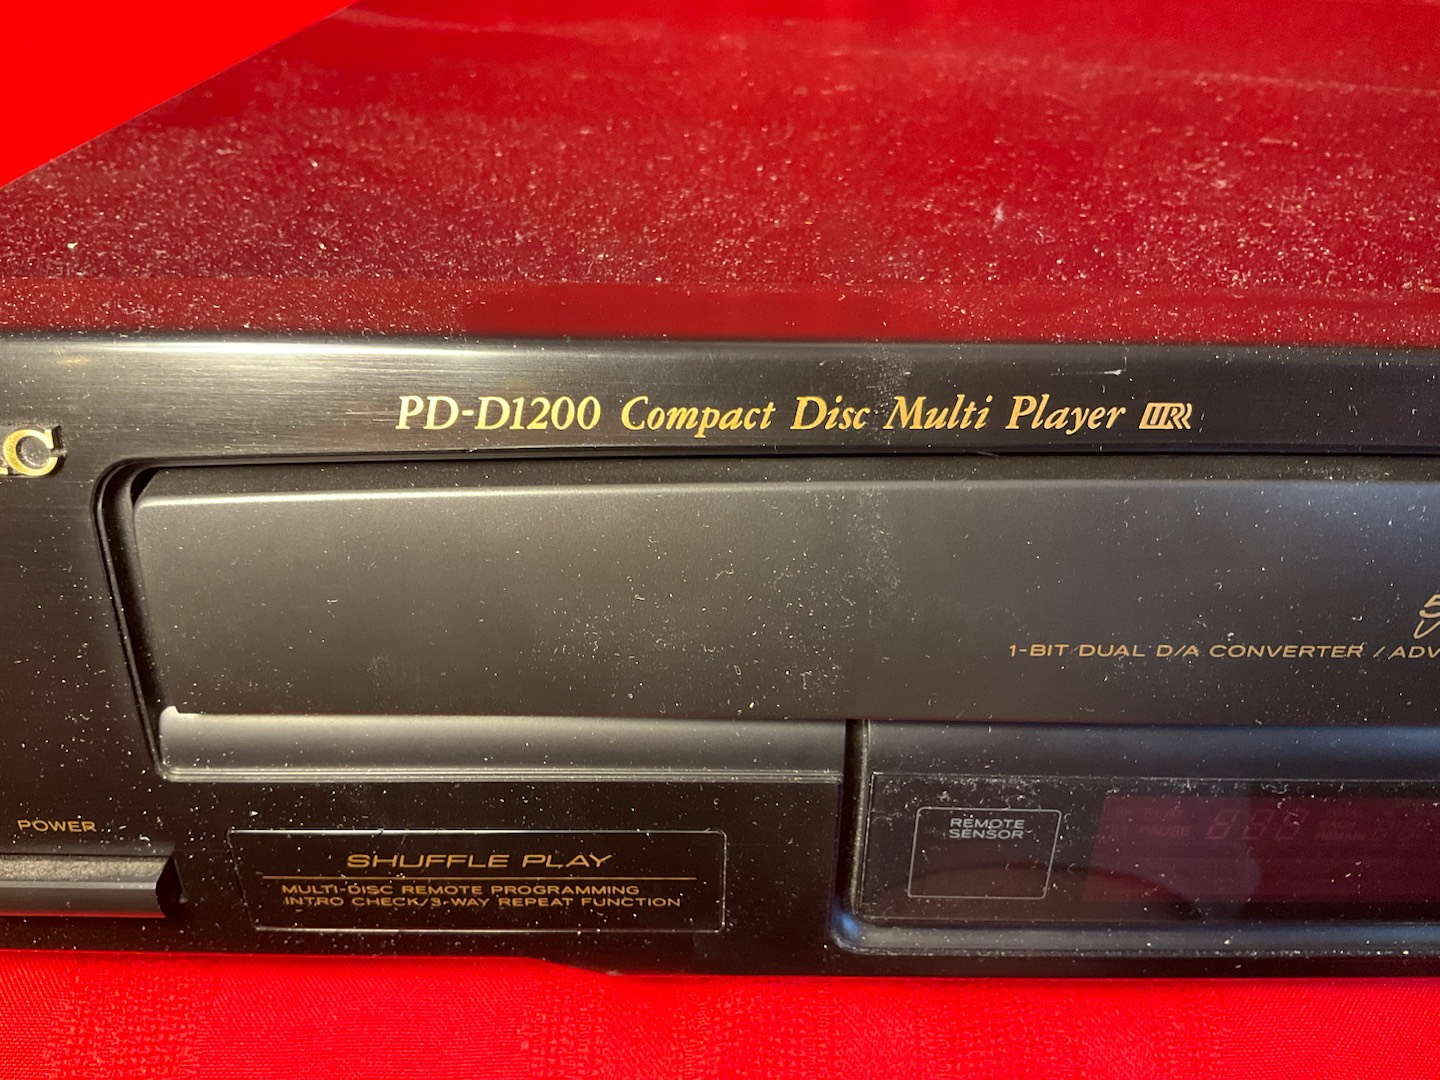 PD-D1200 Compact Disc Multi Player
C
1-BIT DUAL D/A CONVERTER / ADV
POWER
REMOTE
SENSOR
SHUFFLE PLAY
MULTI-DISC REMOTE PROGRAMMING
INTRO CHECK/3-WAY REPEAT FUNCTION